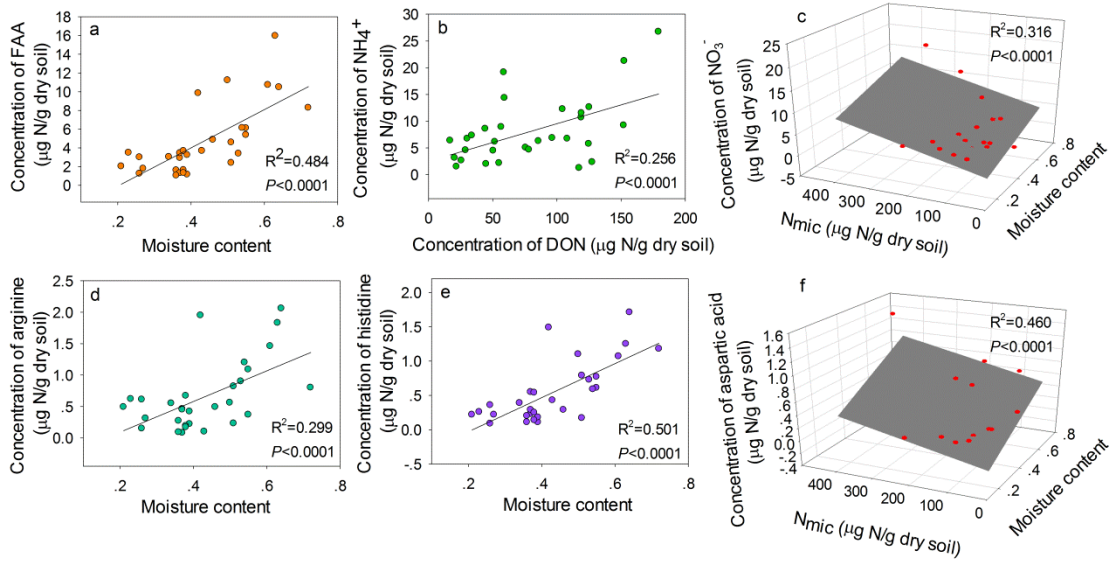 a
Concentration of FAA
(μg N/g dry soil)
18
16
14
12
10
8
6
4
2
0
R²=0.484
P<0.0001
.2 .4 .6 .8
Moisture content
b
Concentration of NH4⁺
(μg N/g dry soil)
30
25
20
15
10
5
0
-5
R²=0.256
P<0.0001
0 50 100 150 200
Concentration of DON (μg N/g dry soil)
c
Concentration of NO₃⁻
(μg N/g dry soil)
25
20
15
10
5
0
-5
R²=0.316
P<0.0001
400 300 200 100 0
Nmic (μg N/g dry soil)
.2 .4 .6 .8
Moisture content
d
Concentration of arginine
(μg N/g dry soil)
2.5
2.0
1.5
1.0
.5
0.0
R²=0.299
P<0.0001
.2 .4 .6 .8
Moisture content
e
Concentration of histidine
(μg N/g dry soil)
2.0
1.5
1.0
.5
0.0
-.5
R²=0.501
P<0.0001
.2 .4 .6 .8
Moisture content
f
Concentration of aspartic acid
(μg N/g dry soil)
1.6
1.4
1.2
1.0
0.8
0.6
0.4
0.2
0.0
-.2
-.4
R²=0.460
P<0.0001
400 300 200 100 0
Nmic (μg N/g dry soil)
.2 .4 .6 .8
Moisture content